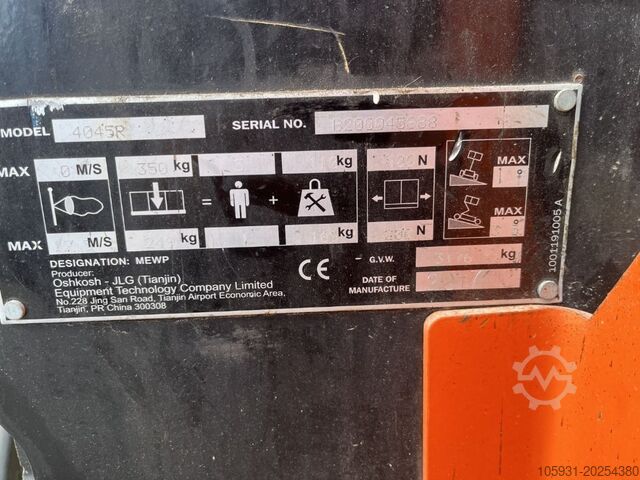 MODEL 4045R SERIAL NO.
MAX 0 M/S 350 kg kg N MAX
= +
MAX M/S kg kg N MAX
DESIGNATION: MEWP
Producer:
Oshkosh - JLG (Tianjin)
Equipment Technology Company Limited
No.228 Jing San Road, Tianjin Airport Economic Area,
Tianjin, PR China 300308
CE
- G.V.W. kg
DATE OF
MANUFACTURE
1001191005 A
105931-20254380